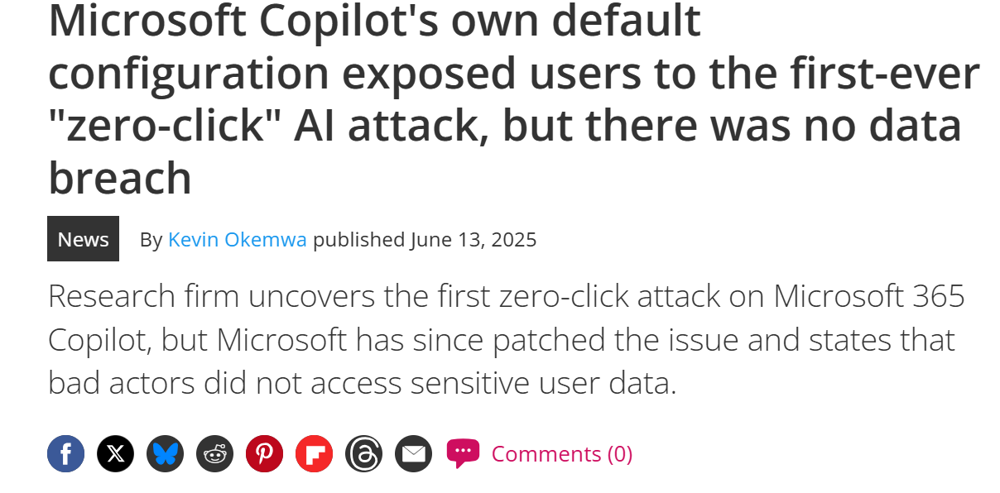 Microsoft Copilot's own default
configuration exposed users to the first-ever
"zero-click" AI attack, but there was no data
breach
News By Kevin Okemwa published June 13, 2025
Research firm uncovers the first zero-click attack on Microsoft 365
Copilot, but Microsoft has since patched the issue and states that
bad actors did not access sensitive user data.
Comments (0)